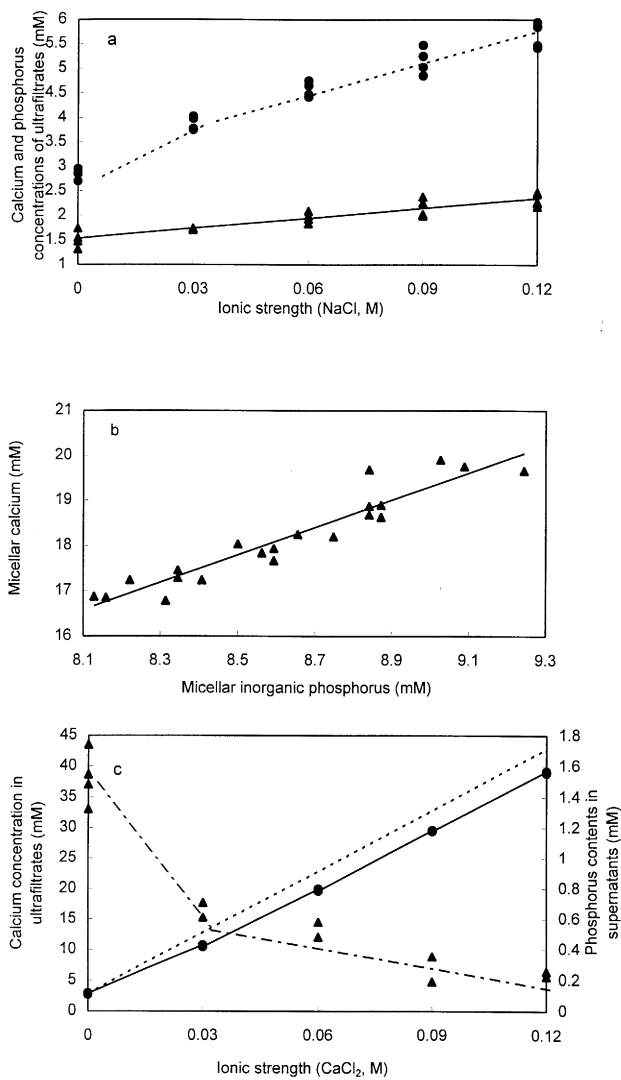 a
Calcium and phosphorus
concentrations of ultrafiltrates (mM)
6
5.5
5
4.5
4
3.5
3
2.5
2
1.5
1
0 0.03 0.06 0.09 0.12
Ionic strength (NaCl, M)
b
Micellar calcium (mM)
21
20
19
18
17
16
8.1 8.3 8.5 8.7 8.9 9.1 9.3
Micellar inorganic phosphorus (mM)
c
Calcium concentration in
ultrafiltrates (mM)
45
40
35
30
25
20
15
10
5
0
1.8
1.6
1.4
1.2
1
0.8
0.6
0.4
0.2
0
Phosphorus contents in
supernatants (mM)
0 0.03 0.06 0.09 0.12
Ionic strength (CaCl₂, M)